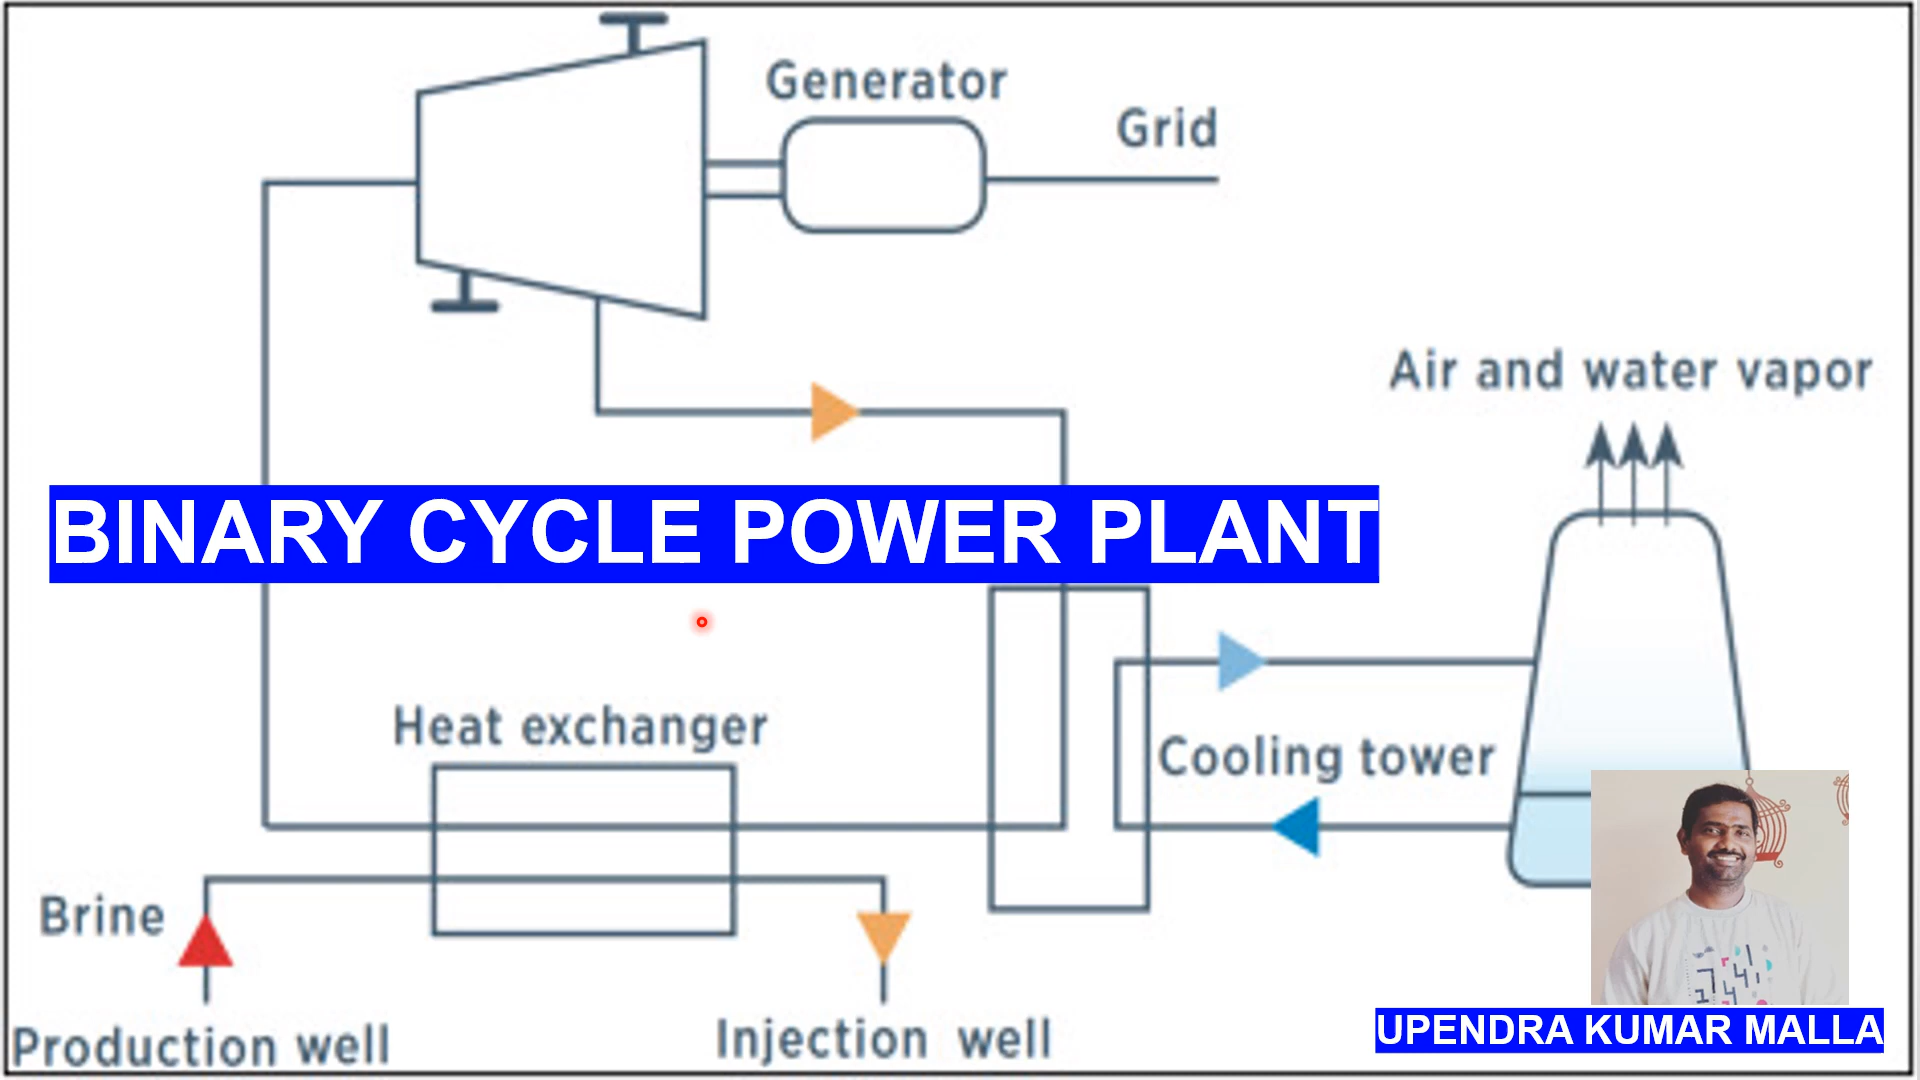 Generator
Grid
Air and water vapor
BINARY CYCLE POWER PLANT
Heat exchanger
Cooling tower
Brine
Production well
Injection well
UPENDRA KUMAR MALLA